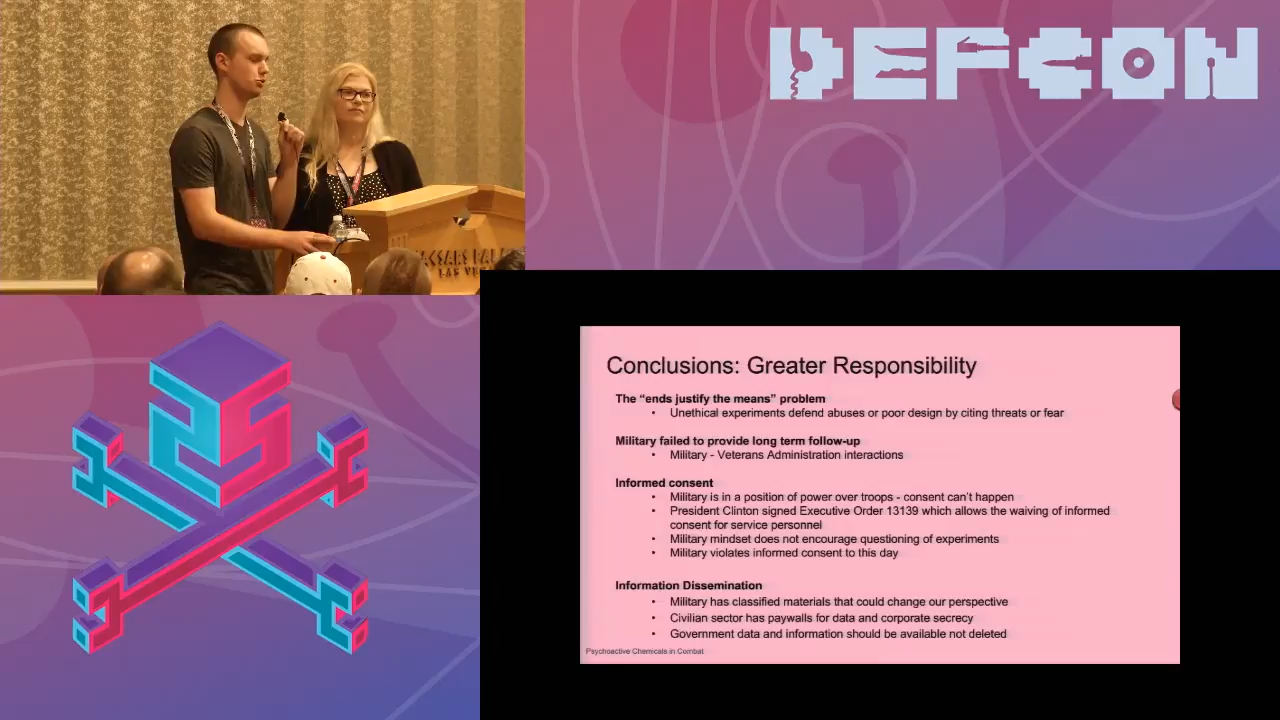 DEFCON
CAESARS PALACE
LAS VEGAS
25
Conclusions: Greater Responsibility
The “ends justify the means” problem
• Unethical experiments defend abuses or poor design by citing threats or fear
Military failed to provide long term follow-up
• Military - Veterans Administration interactions
Informed consent
• Military is in a position of power over troops - consent can’t happen
• President Clinton signed Executive Order 13139 which allows the waiving of informed
consent for service personnel
• Military mindset does not encourage questioning of experiments
• Military violates informed consent to this day
Information Dissemination
• Military has classified materials that could change our perspective
• Civilian sector has paywalls for data and corporate secrecy
• Government data and information should be available not deleted
Psychoactive Chemicals in Combat